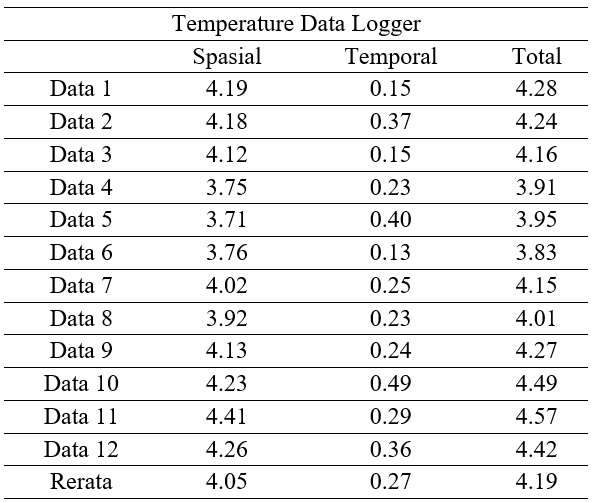 Temperature Data Logger
Spasial Temporal Total
Data 1 4.19 0.15 4.28
Data 2 4.18 0.37 4.24
Data 3 4.12 0.15 4.16
Data 4 3.75 0.23 3.91
Data 5 3.71 0.40 3.95
Data 6 3.76 0.13 3.83
Data 7 4.02 0.25 4.15
Data 8 3.92 0.23 4.01
Data 9 4.13 0.24 4.27
Data 10 4.23 0.49 4.49
Data 11 4.41 0.29 4.57
Data 12 4.26 0.36 4.42
Rerata 4.05 0.27 4.19